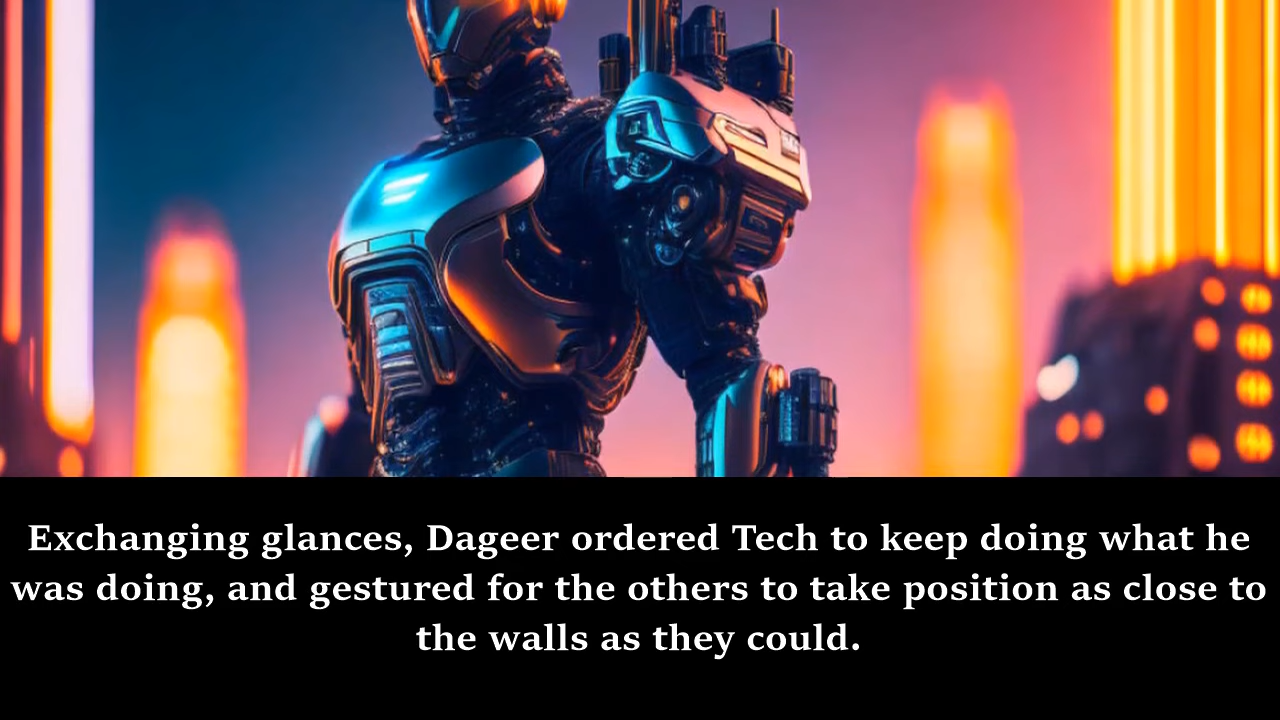 Exchanging glances, Dageer ordered Tech to keep doing what he
was doing, and gestured for the others to take position as close to
the walls as they could.